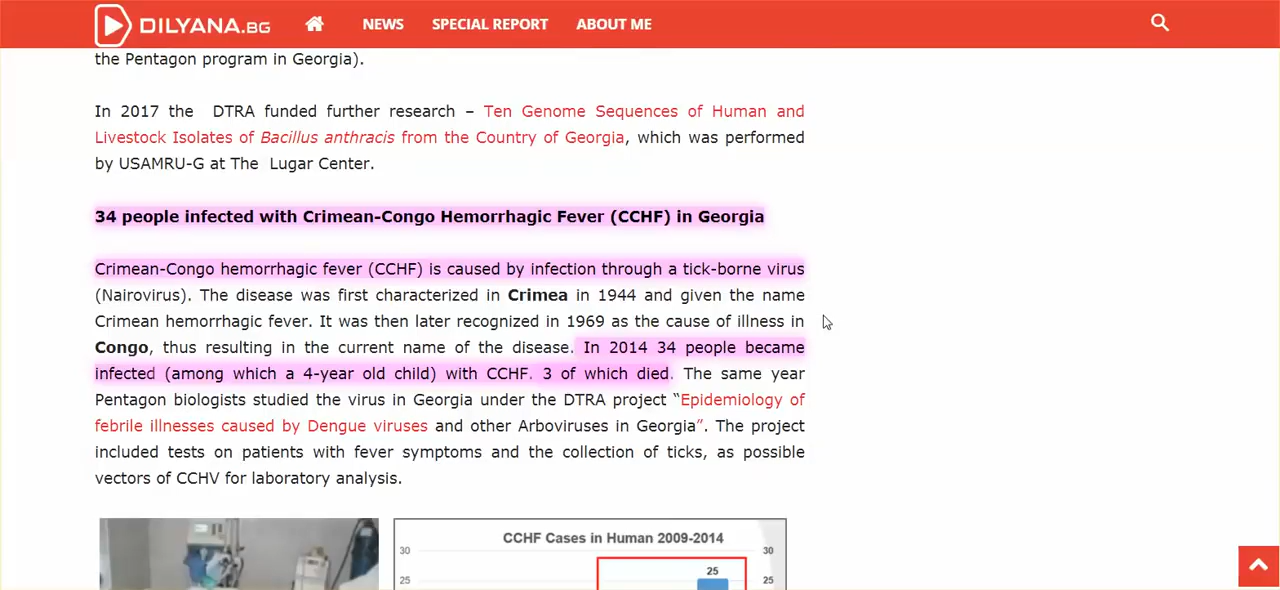 DILYANA.BG NEWS SPECIAL REPORT ABOUT ME
the Pentagon program in Georgia).
In 2017 the DTRA funded further research – Ten Genome Sequences of Human and
Livestock Isolates of Bacillus anthracis from the Country of Georgia, which was performed
by USAMRU-G at The Lugar Center.
34 people infected with Crimean-Congo Hemorrhagic Fever (CCHF) in Georgia
Crimean-Congo hemorrhagic fever (CCHF) is caused by infection through a tick-borne virus
(Nairovirus). The disease was first characterized in Crimea in 1944 and given the name
Crimean hemorrhagic fever. It was then later recognized in 1969 as the cause of illness in
Congo, thus resulting in the current name of the disease. In 2014 34 people became
infected (among which a 4-year old child) with CCHF. 3 of which died. The same year
Pentagon biologists studied the virus in Georgia under the DTRA project “Epidemiology of
febrile illnesses caused by Dengue viruses and other Arboviruses in Georgia”. The project
included tests on patients with fever symptoms and the collection of ticks, as possible
vectors of CCHV for laboratory analysis.
CCHF Cases in Human 2009-2014
30 30
25
25 25